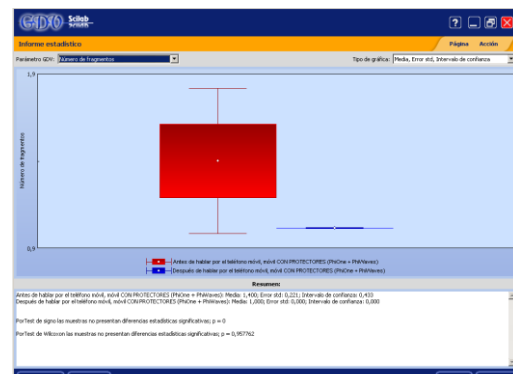 GDV Scilab
Informe estadístico
Página Acción
Parámetro GDV: Número de fragmentos
Tipo de gráfica: Media, Error std, Intervalo de confianza
1,9
Número de fragmentos
0,9
Antes de hablar por el teléfono móvil, móvil CON PROTECTORES (PhiOne + PhiWaves)
Después de hablar por el teléfono móvil, móvil CON PROTECTORES (PhiOne + PhiWaves)
Resumen:
Antes de hablar por el teléfono móvil, móvil CON PROTECTORES (PhiOne + PhiWaves): Media: 1,400; Error std: 0,221; Intervalo de confianza: 0,433
Después de hablar por el teléfono móvil, móvil CON PROTECTORES (PhiOne + PhiWaves): Media: 1,000; Error std: 0,000; Intervalo de confianza: 0,000
PorTest de signo las muestras no presentan diferencias estadísticas significativas; p = 0
PorTest de Wilcoxon las muestras no presentan diferencias estadísticas significativas; p = 0,957762